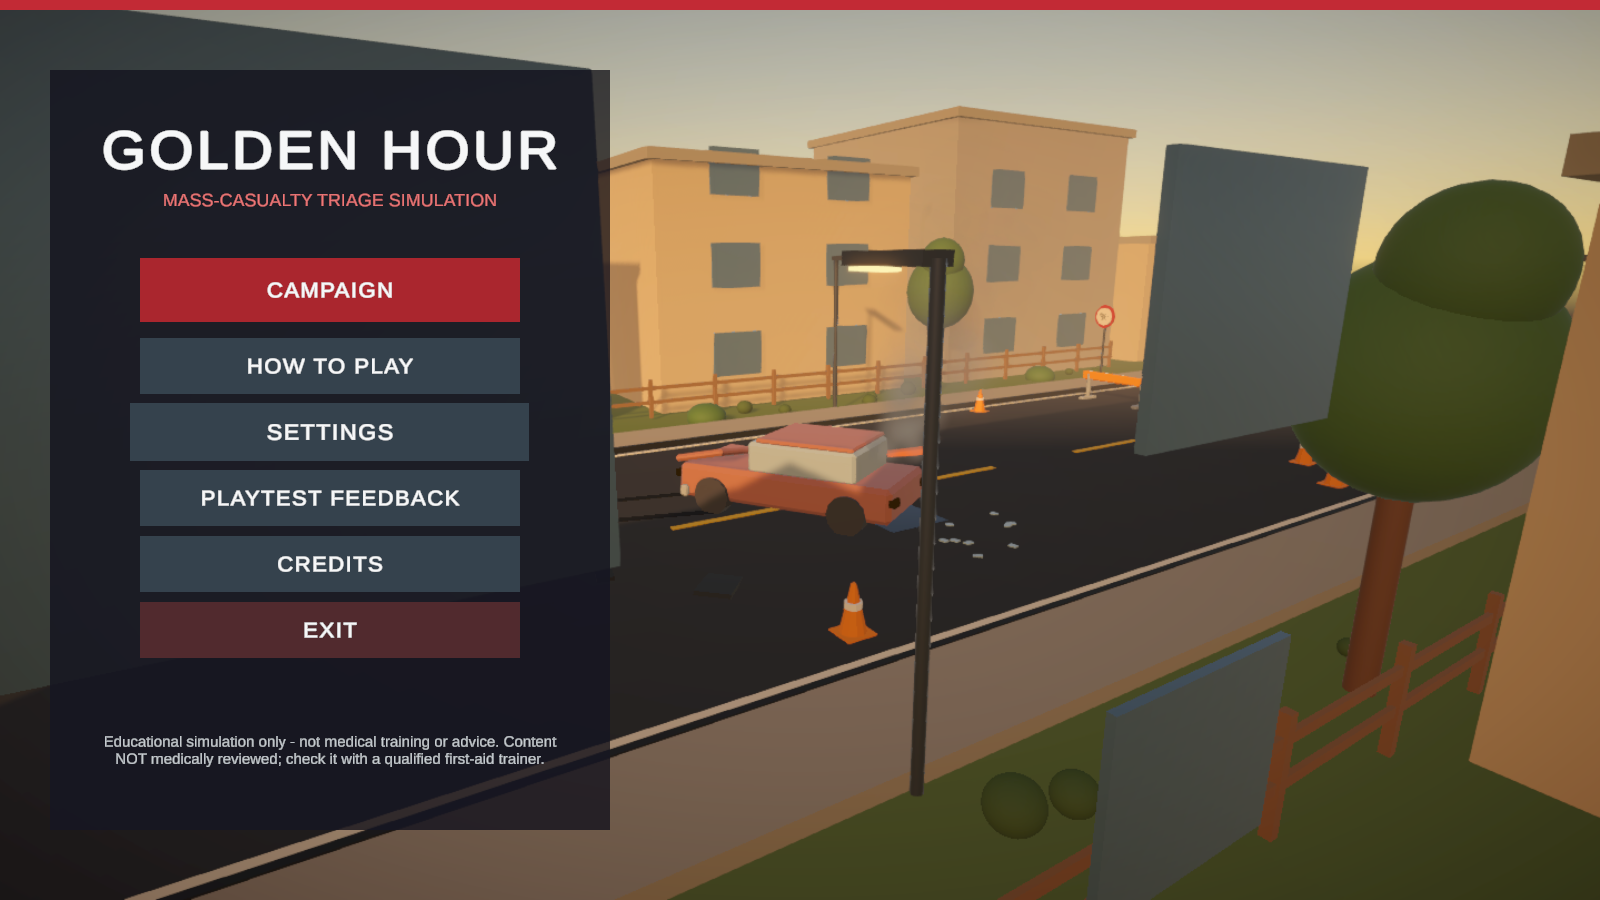 GOLDEN HOUR
MASS-CASUALTY TRIAGE SIMULATION
CAMPAIGN
HOW TO PLAY
SETTINGS
PLAYTEST FEEDBACK
CREDITS
EXIT
Educational simulation only - not medical training or advice. Content
NOT medically reviewed; check it with a qualified first-aid trainer.